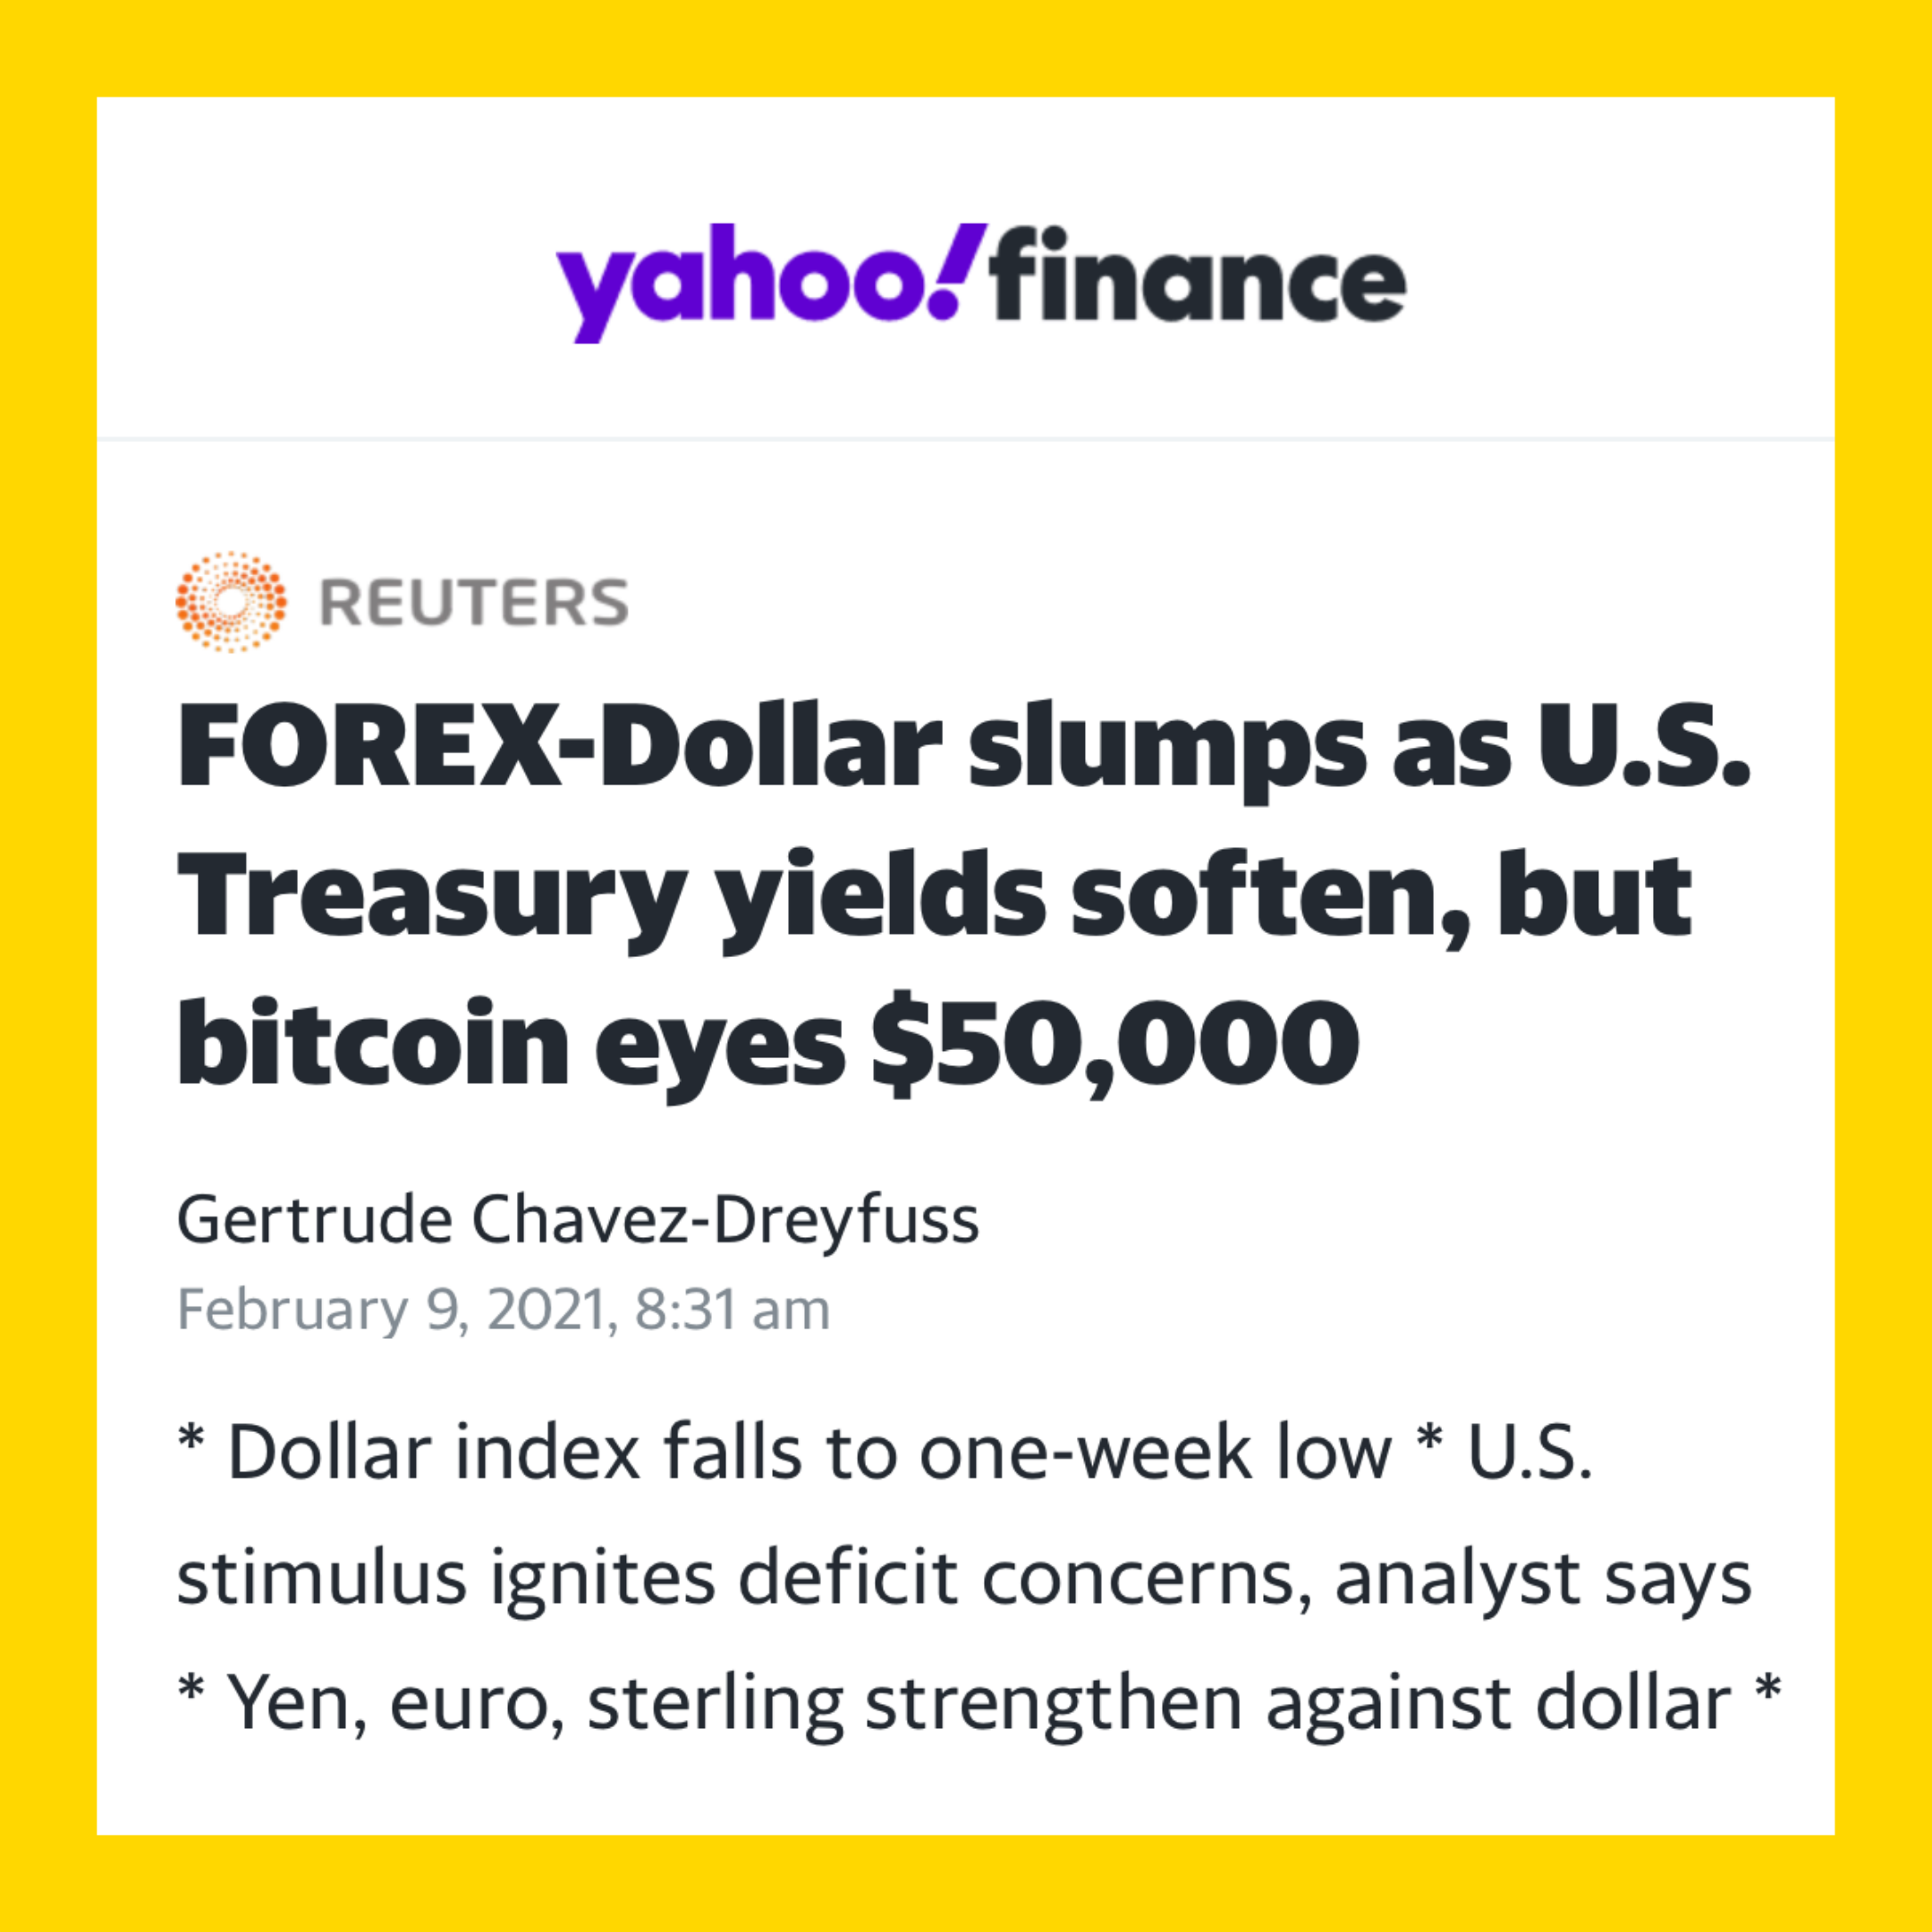 yahoo!finance
REUTERS
FOREX-Dollar slumps as U.S.
Treasury yields soften, but
bitcoin eyes $50,000
Gertrude Chavez-Dreyfuss
February 9, 2021, 8:31 am
* Dollar index falls to one-week low * U.S.
stimulus ignites deficit concerns, analyst says
* Yen, euro, sterling strengthen against dollar *